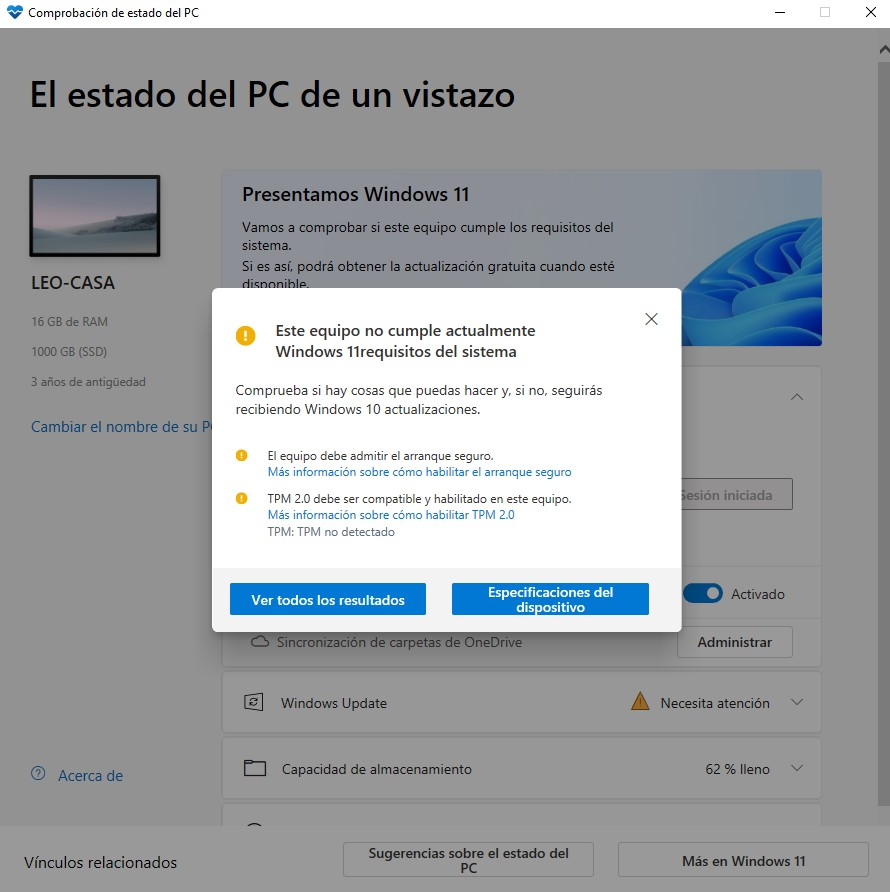 Comprobación de estado del PC
El estado del PC de un vistazo
LEO-CASA
16 GB de RAM
1000 GB (SSD)
3 años de antigüedad
Cambiar el nombre de su P
Presentamos Windows 11
Vamos a comprobar si este equipo cumple los requisitos del
sistema.
Si es así, podrá obtener la actualización gratuita cuando esté
disponible.
Este equipo no cumple actualmente
Windows 11requisitos del sistema
Comprueba si hay cosas que puedas hacer y, si no, seguirás
recibiendo Windows 10 actualizaciones.
El equipo debe admitir el arranque seguro.
Más información sobre cómo habilitar el arranque seguro
TPM 2.0 debe ser compatible y habilitado en este equipo.
Más información sobre cómo habilitar TPM 2.0
TPM: TPM no detectado
Ver todos los resultados
Especificaciones del
dispositivo
Sesión iniciada
Activado
Sincronización de carpetas de OneDrive
Administrar
Windows Update
Necesita atención
Capacidad de almacenamiento
62 % lleno
Acerca de
Vínculos relacionados
Sugerencias sobre el estado del
PC
Más en Windows 11